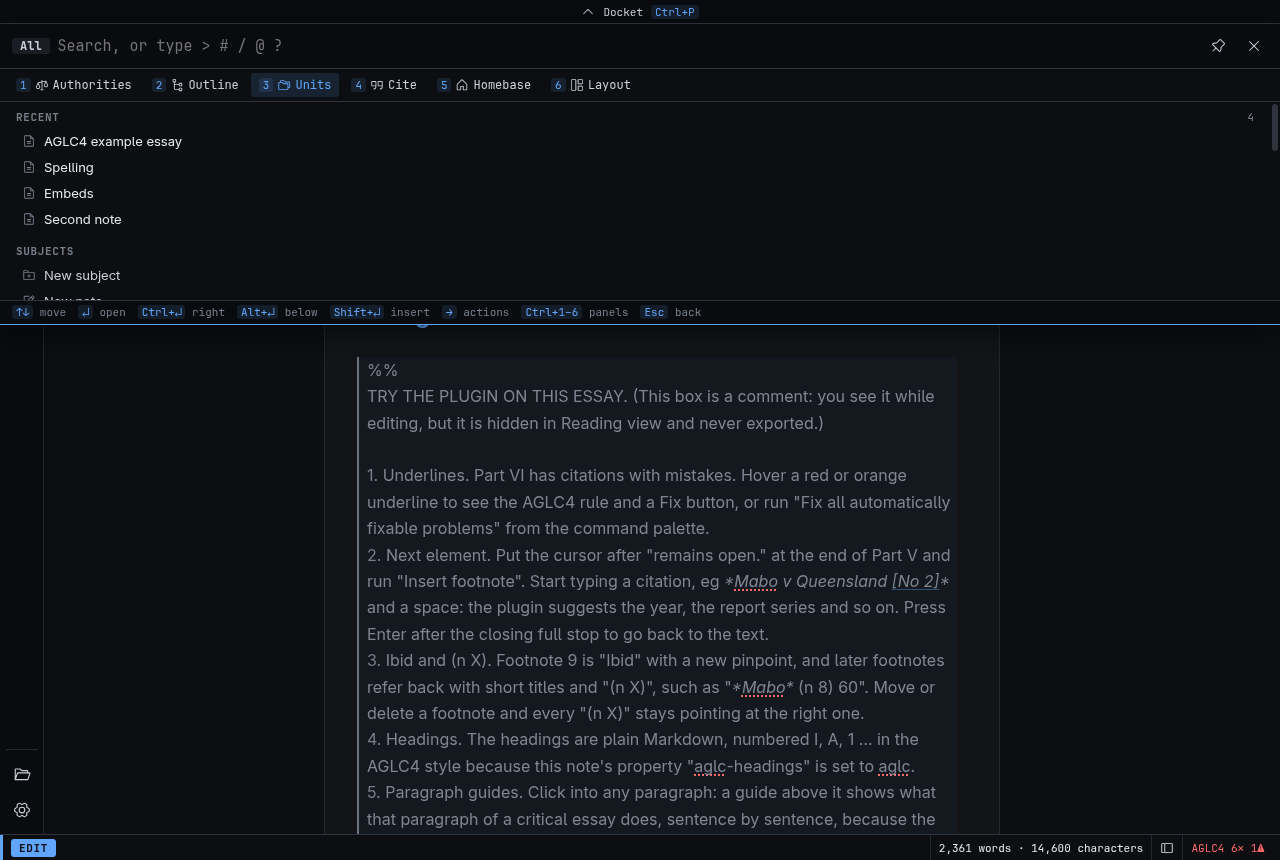 Docket Ctrl+P
All Search, or type > # / @ ?
1 Authorities 2 Outline 3 Units 4 Cite 5 Homebase 6 Layout
RECENT 4
AGLC4 example essay
Spelling
Embeds
Second note
SUBJECTS
New subject
New note
↑↓ move ↵ open Ctrl+↵ right Alt+↵ below Shift+↵ insert → actions Ctrl+1-6 panels Esc back
%%
TRY THE PLUGIN ON THIS ESSAY. (This box is a comment: you see it while
editing, but it is hidden in Reading view and never exported.)
1. Underlines. Part VI has citations with mistakes. Hover a red or orange
underline to see the AGLC4 rule and a Fix button, or run "Fix all automatically
fixable problems" from the command palette.
2. Next element. Put the cursor after "remains open." at the end of Part V and
run "Insert footnote". Start typing a citation, eg *Mabo v Queensland [No 2]*
and a space: the plugin suggests the year, the report series and so on. Press
Enter after the closing full stop to go back to the text.
3. Ibid and (n X). Footnote 9 is "Ibid" with a new pinpoint, and later footnotes
refer back with short titles and "(n X)", such as "*Mabo* (n 8) 60". Move or
delete a footnote and every "(n X)" stays pointing at the right one.
4. Headings. The headings are plain Markdown, numbered I, A, 1 ... in the
AGLC4 style because this note's property "aglc-headings" is set to aglc.
5. Paragraph guides. Click into any paragraph: a guide above it shows what
that paragraph of a critical essay does, sentence by sentence, because the
EDIT 2,361 words · 14,600 characters AGLC4 6× 1⚠